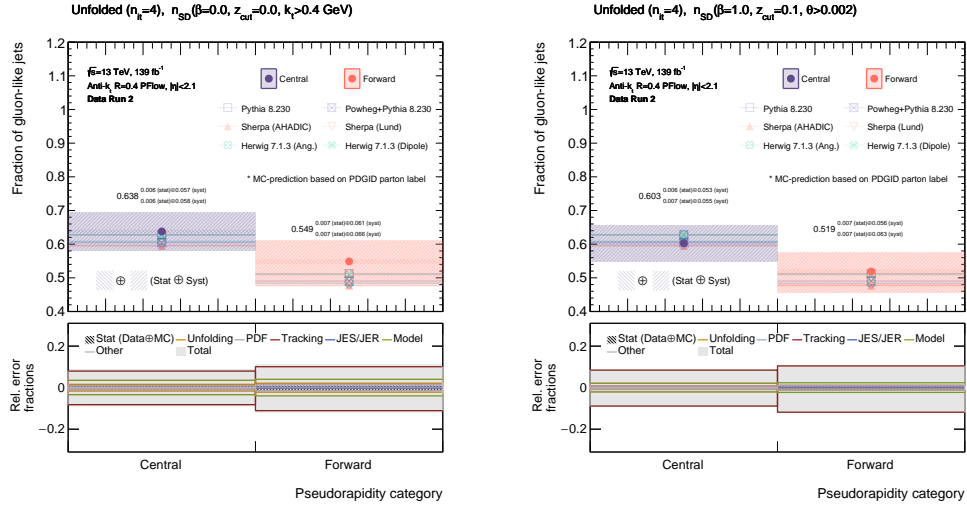 Unfolded (n_it=4), n_SD(β=0.0, z_cut=0.0, k_t>0.4 GeV)
Fraction of gluon-like jets
1.2
1.1
1
0.9
0.8
0.7
0.6
0.5
0.4
√s=13 TeV, 139 fb⁻¹
Anti-k_t R=0.4 PFlow, |η|<2.1
Data Run 2
Central
Forward
Pythia 8.230
Powheg+Pythia 8.230
Sherpa (AHADIC)
Sherpa (Lund)
Herwig 7.1.3 (Ang.)
Herwig 7.1.3 (Dipole)
* MC-prediction based on PDGID parton label
0.638 0.006 (stat)⊕0.057 (syst)
0.006 (stat)⊕0.058 (syst)
0.549 0.007 (stat)⊕0.061 (syst)
0.007 (stat)⊕0.066 (syst)
⊕ (Stat ⊕ Syst)
Rel. error
fractions
0.2
0
−0.2
Stat (Data⊕MC) Unfolding PDF Tracking JES/JER Model
Other Total
Central Forward
Pseudorapidity category
Unfolded (n_it=4), n_SD(β=1.0, z_cut=0.1, θ>0.002)
Fraction of gluon-like jets
1.2
1.1
1
0.9
0.8
0.7
0.6
0.5
0.4
√s=13 TeV, 139 fb⁻¹
Anti-k_t R=0.4 PFlow, |η|<2.1
Data Run 2
Central
Forward
Pythia 8.230
Powheg+Pythia 8.230
Sherpa (AHADIC)
Sherpa (Lund)
Herwig 7.1.3 (Ang.)
Herwig 7.1.3 (Dipole)
* MC-prediction based on PDGID parton label
0.603 0.006 (stat)⊕0.053 (syst)
0.007 (stat)⊕0.055 (syst)
0.519 0.007 (stat)⊕0.056 (syst)
0.007 (stat)⊕0.063 (syst)
⊕ (Stat ⊕ Syst)
Rel. error
fractions
0.2
0
−0.2
Stat (Data⊕MC) Unfolding PDF Tracking JES/JER Model
Other Total
Central Forward
Pseudorapidity category